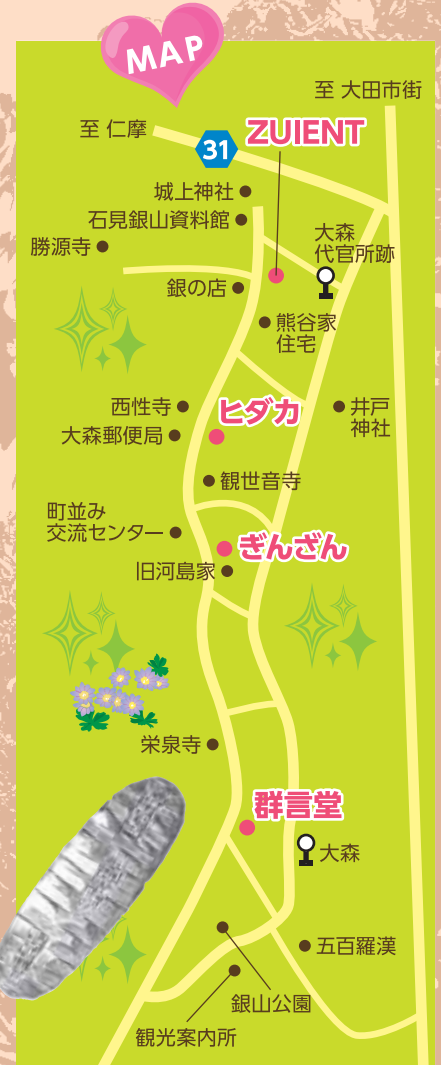 MAP
至 大田市街
至 仁摩
31
ZUIENT
城上神社
石見銀山資料館
勝源寺
大森
代官所跡
銀の店
熊谷家
住宅
西性寺
ヒダカ
井戸
神社
大森郵便局
観世音寺
町並み
交流センター
ぎんざん
旧河島家
栄泉寺
群言堂
大森
五百羅漢
銀山公園
観光案内所